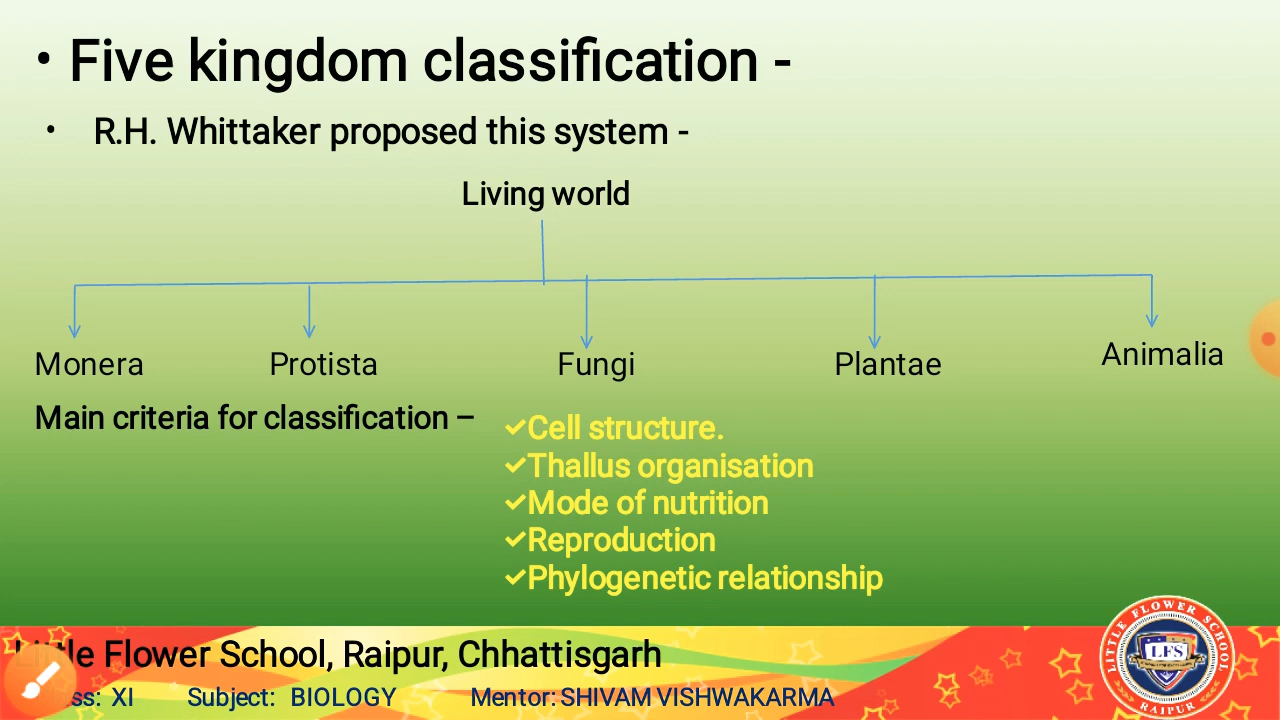 • Five kingdom classification -
• R.H. Whittaker proposed this system -
Living world
Monera Protista Fungi Plantae Animalia
Main criteria for classification –
✓Cell structure.
✓Thallus organisation
✓Mode of nutrition
✓Reproduction
✓Phylogenetic relationship
Little Flower School, Raipur, Chhattisgarh
ss: XI Subject: BIOLOGY Mentor: SHIVAM VISHWAKARMA
LITTLE FLOWER SCHOOL
LFS
RAIPUR